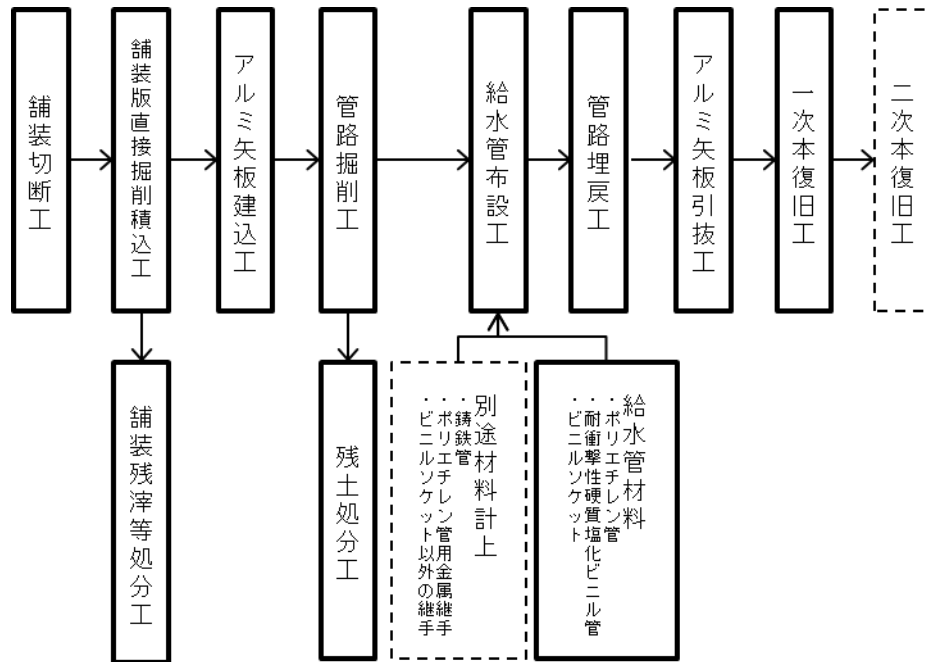 舗装切断工
舗装版直接掘削積込工
アルミ矢板建込工
管路掘削工
給水管布設工
管路埋戻工
アルミ矢板引抜工
一次本復旧工
二次本復旧工
舗装残滓等処分工
残土処分工
別途材料計上
・鋳鉄管
・ポリエチレン管用金属継手
・ビニルソケット以外の継手
給水管材料
・ポリエチレン管
・耐衝撃性硬質塩化ビニル管
・ビニルソケット